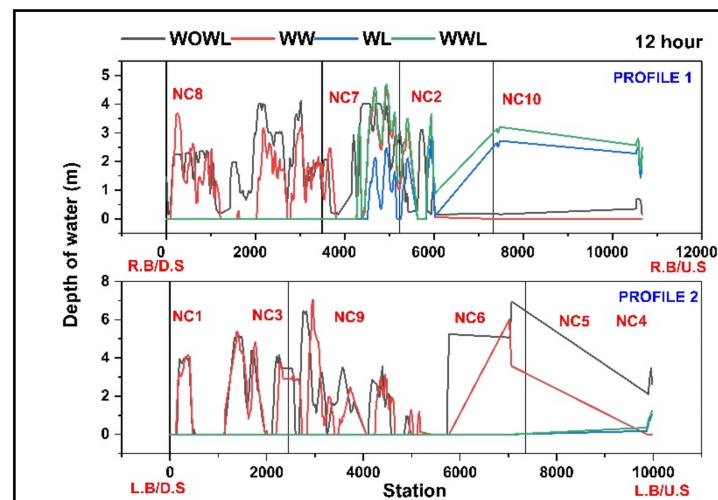 WOWL WW WL WWL 12 hour
PROFILE 1
NC8 NC7 NC2 NC10
5
4
3
2
1
0
0 2000 4000 6000 8000 10000 12000
R.B/D.S R.B/U.S
Depth of water (m)
PROFILE 2
NC1 NC3 NC9 NC6 NC5 NC4
8
6
4
2
0
0 2000 4000 6000 8000 10000
L.B/D.S Station L.B/U.S